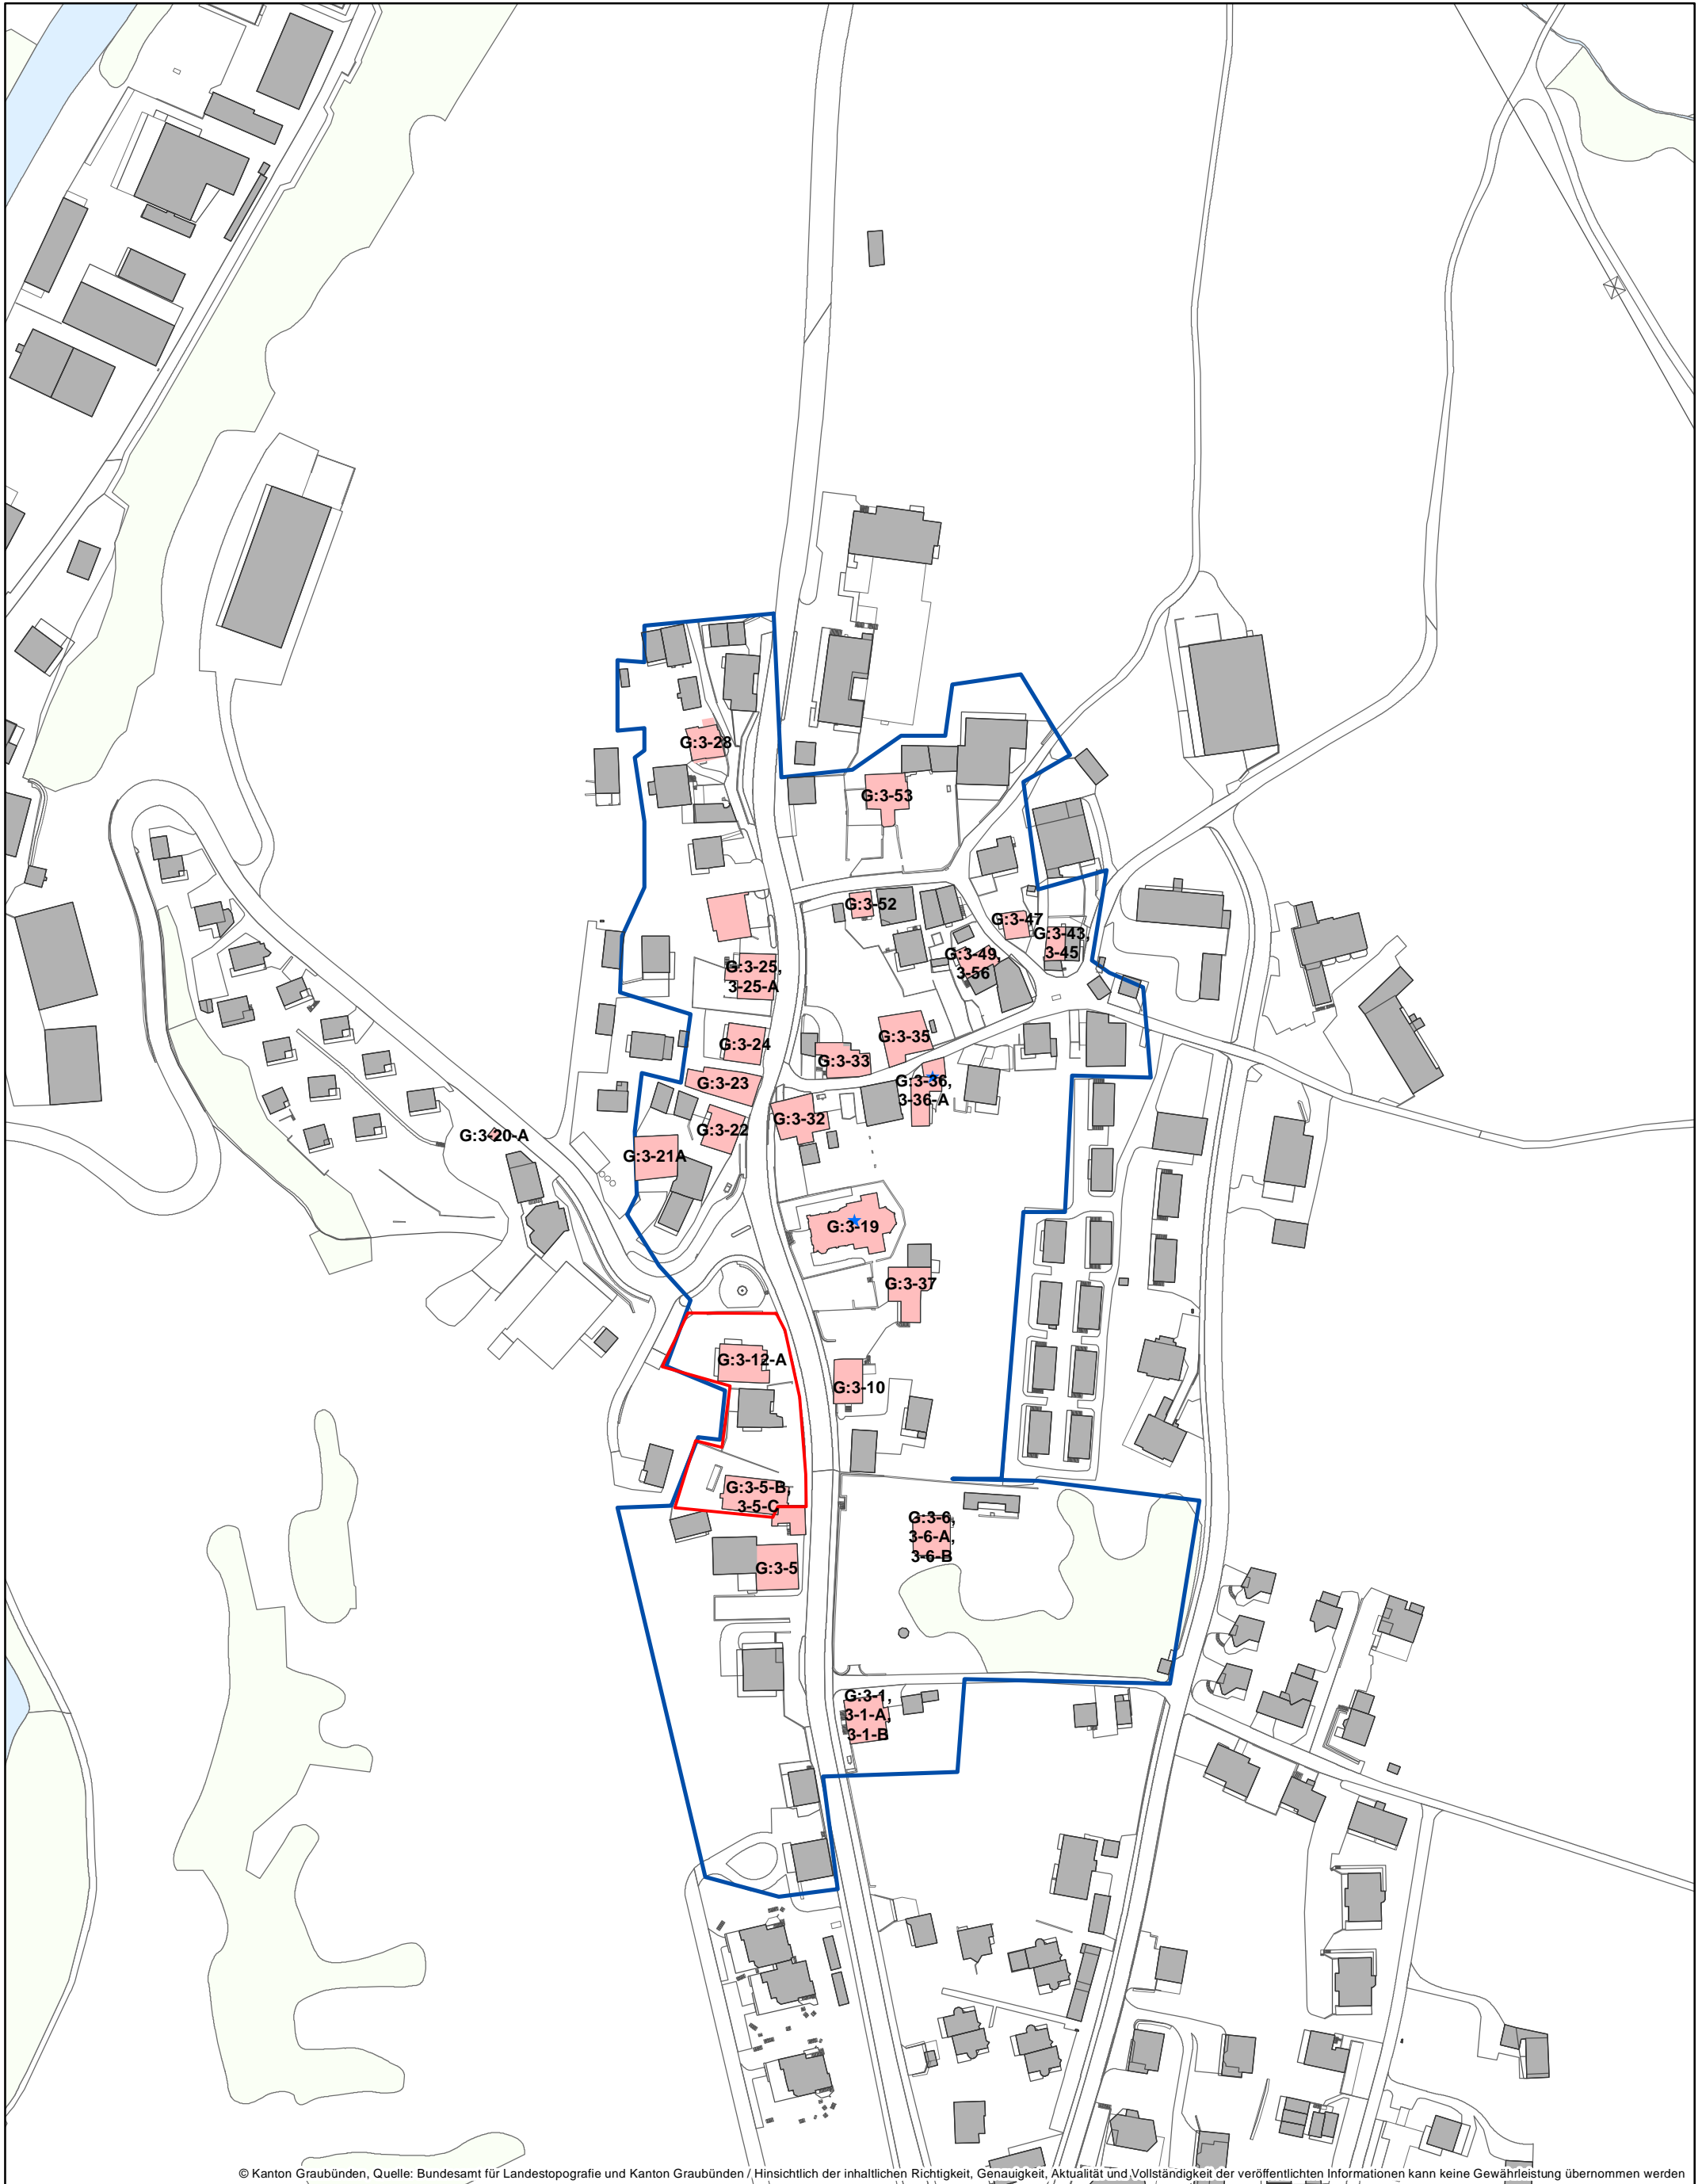 G:3-28
G:3-53
G:3-52
G:3-47
G:3-43,
3-45
G:3-49,
3-56
G:3-25,
3-25-A
G:3-35
G:3-24
G:3-33
G:3-23
G:3-36,
3-36-A
G:3-32
G:3-22
G:3-20-A
G:3-21A
G:3-19
G:3-37
G:3-12-A
G:3-10
G:3-5-B,
3-5-C
G:3-6,
3-6-A,
3-6-B
G:3-5
G:3-1,
3-1-A,
3-1-B
© Kanton Graubünden, Quelle: Bundesamt für Landestopografie und Kanton Graubünden / Hinsichtlich der inhaltlichen Richtigkeit, Genauigkeit, Aktualität und Vollständigkeit der veröffentlichten Informationen kann keine Gewährleistung übernommen werden